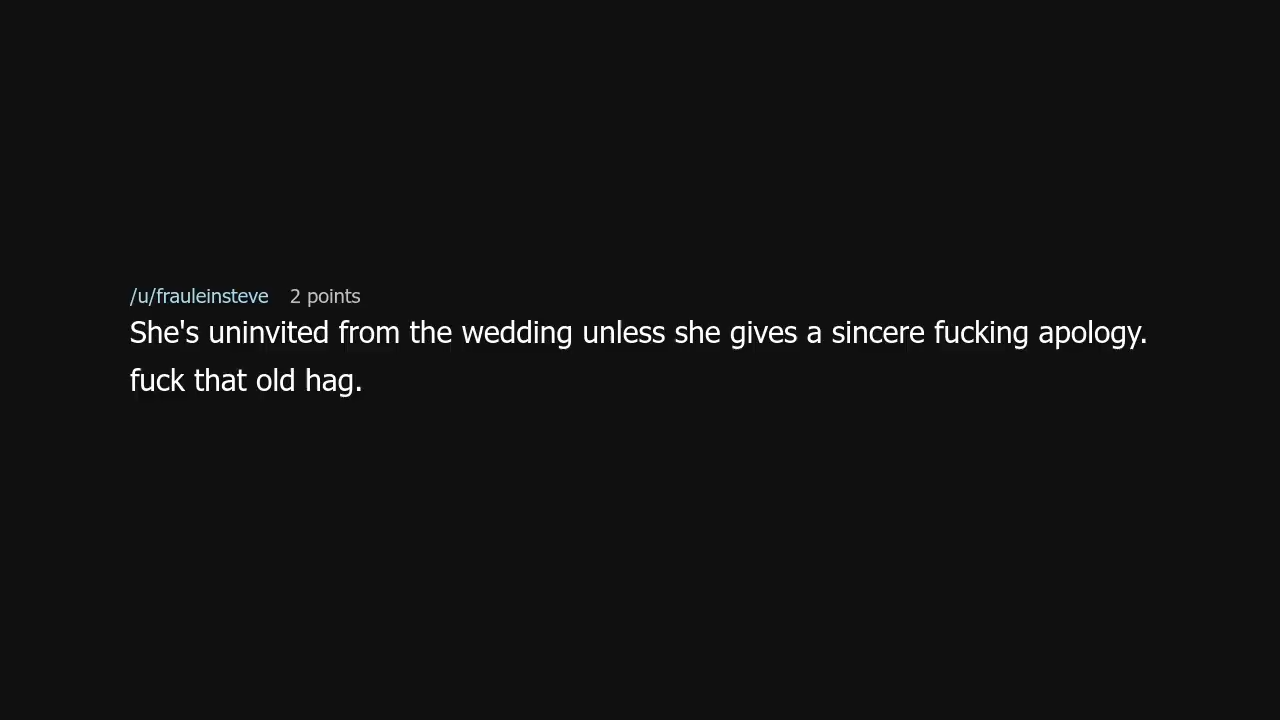 /u/frauleinsteve 2 points
She's uninvited from the wedding unless she gives a sincere fucking apology.
fuck that old hag.